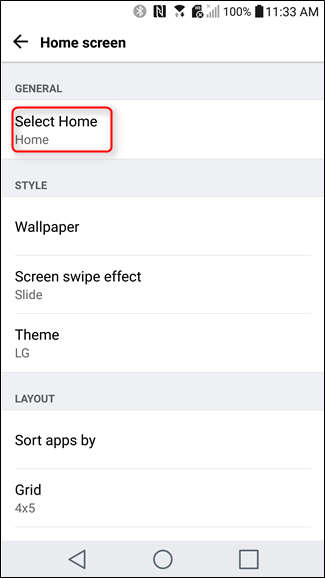 100% 11:33 AM
Home screen
GENERAL
Select Home
Home
STYLE
Wallpaper
Screen swipe effect
Slide
Theme
LG
LAYOUT
Sort apps by
Grid
4x5